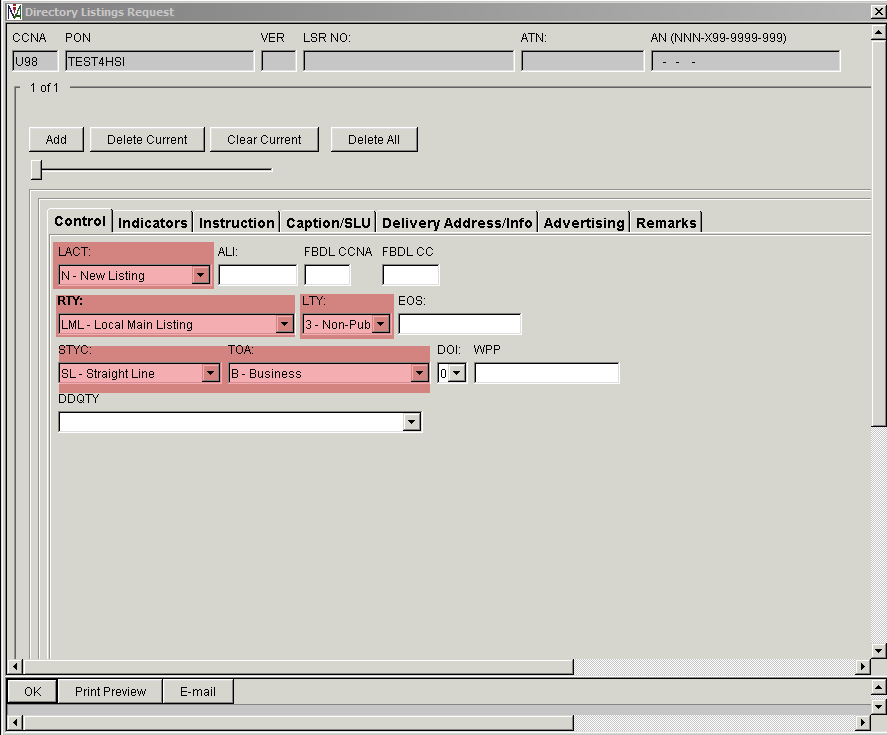 Directory Listings Request
CCNA PON VER LSR NO: ATN: AN (NNN-X99-9999-999)
U98 TEST4HSI - - -
1 of 1
Add Delete Current Clear Current Delete All
Control Indicators Instruction Caption/SLU Delivery Address/Info Advertising Remarks
LACT: ALI: FBDL CCNA FBDL CC
N - New Listing
RTY: LTY: EOS:
LML - Local Main Listing 3 - Non-Pub
STYC: TOA: DOI: WPP
SL - Straight Line B - Business 0
DDQTY
OK Print Preview E-mail